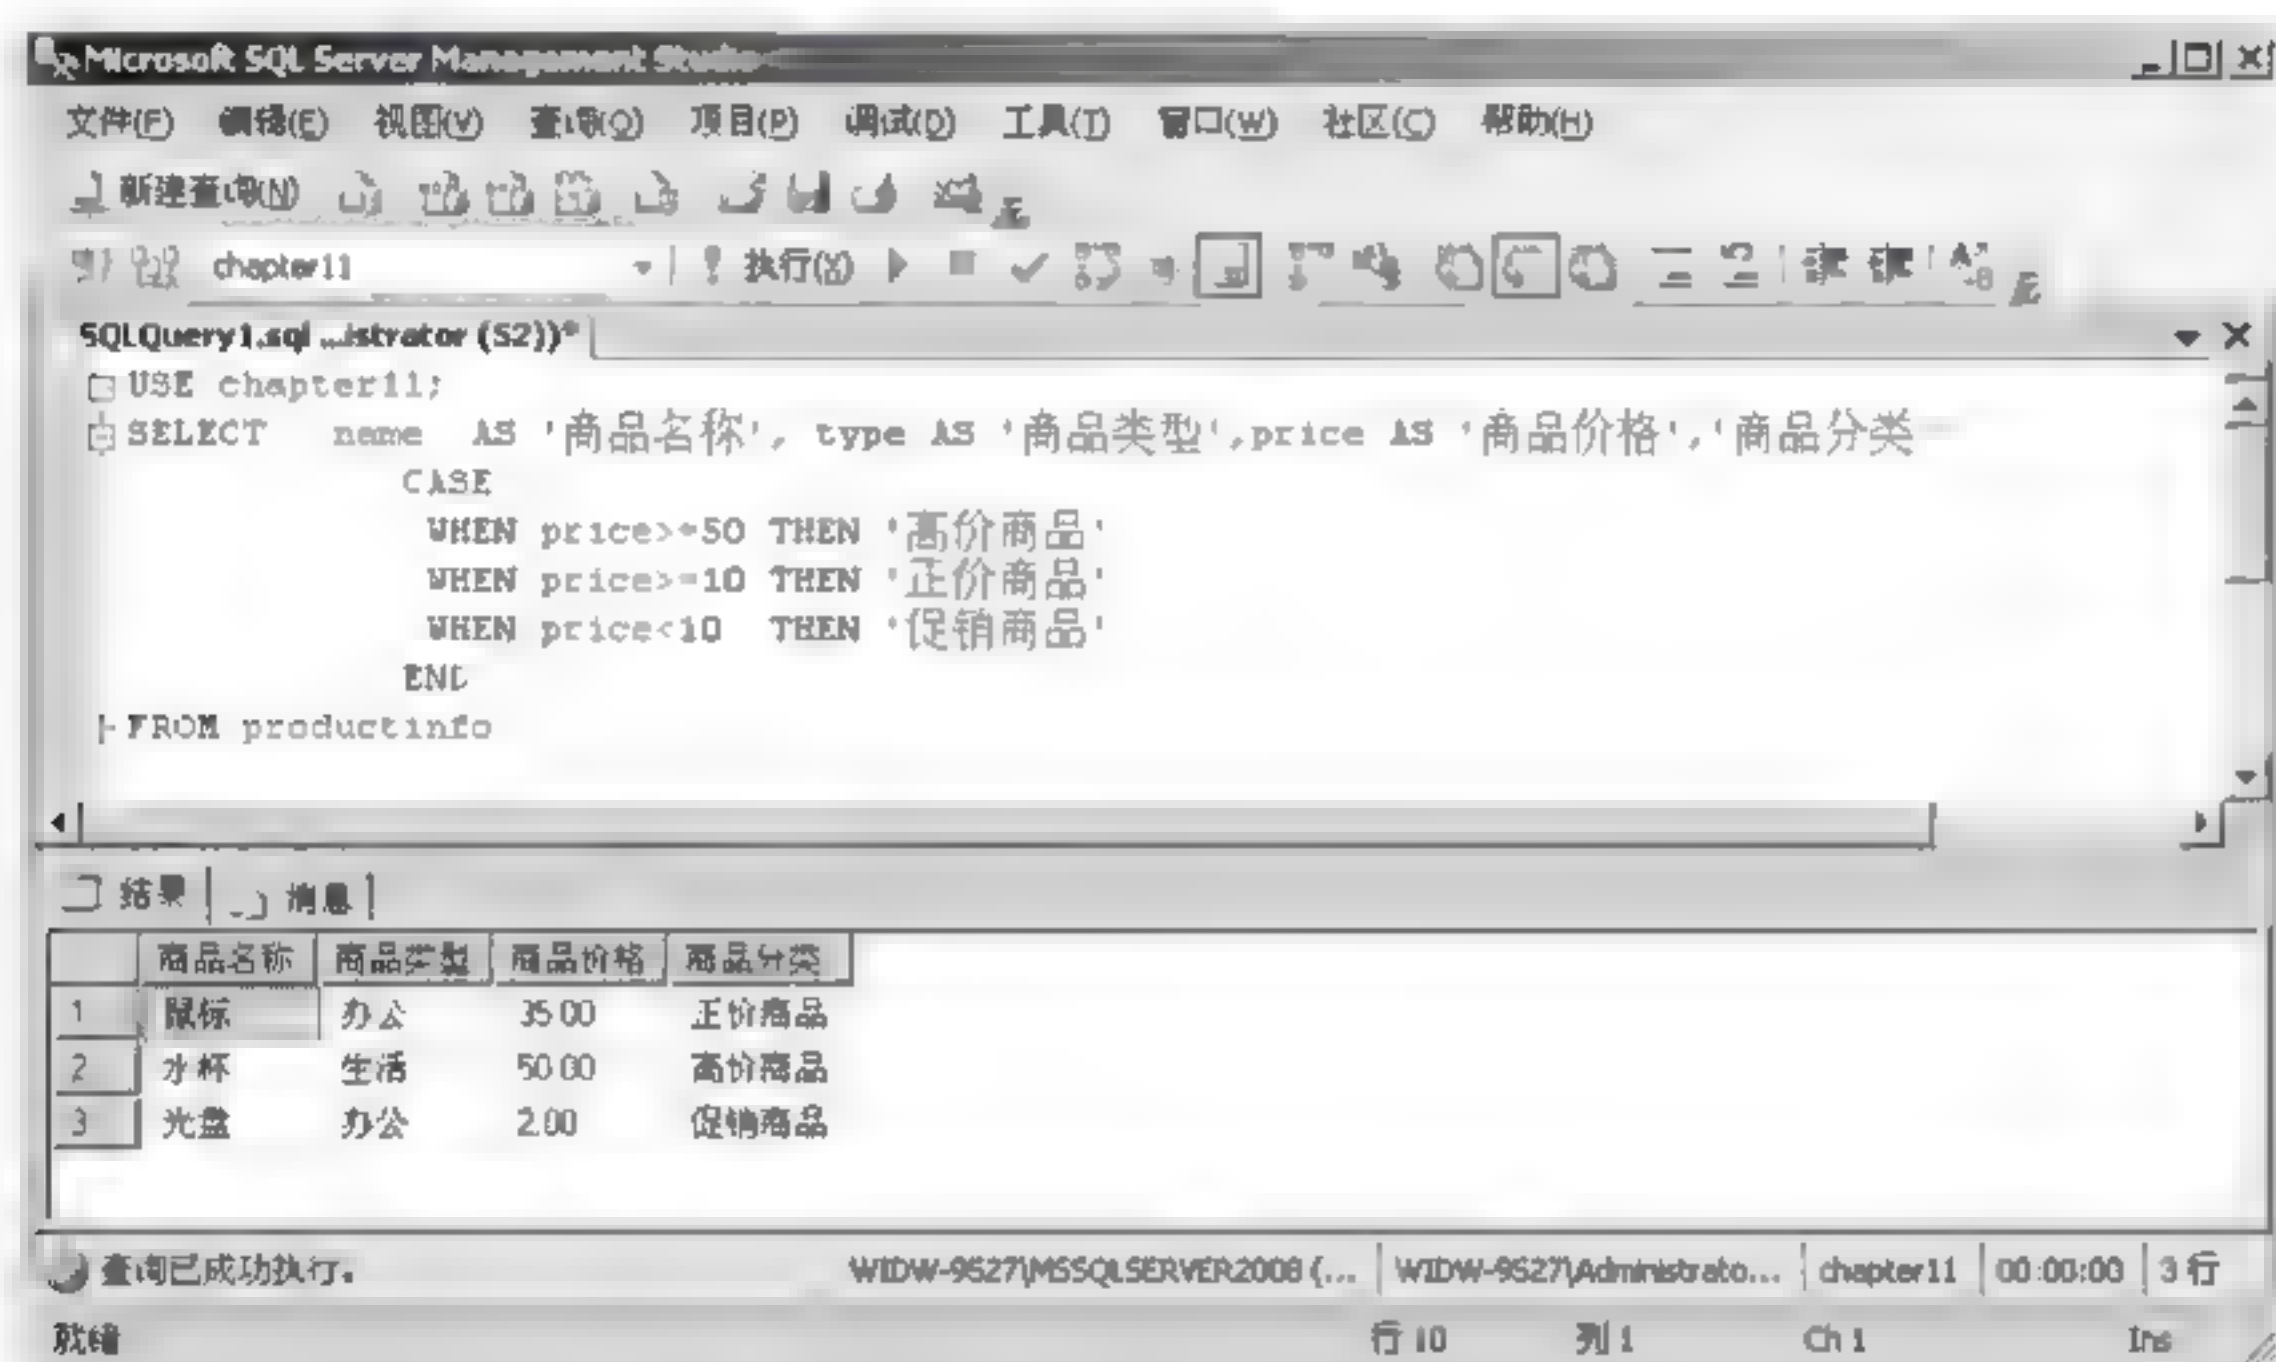 Microsoft SQL Server Management Studio
文件(F) 编辑(E) 视图(V) 查询(Q) 项目(P) 调试(D) 工具(T) 窗口(W) 社区(C) 帮助(H)
新建查询(N)
chapter11 执行(X)
SQLQuery1.sql ...istrator (52))*
USE chapter11;
SELECT name AS '商品名称', type AS '商品类型',price AS '商品价格','商品分类
CASE
WHEN price>=50 THEN '高价商品'
WHEN price>=10 THEN '正价商品'
WHEN price<10 THEN '促销商品'
END
FROM productinfo
结果 消息
商品名称 商品类型 商品价格 商品分类
1 鼠标 办公 35.00 正价商品
2 水杯 生活 50.00 高价商品
3 光盘 办公 2.00 促销商品
查询已成功执行。 WIDW-9527\MSSQLSERVER2008 (... WIDW-9527\Administrato... chapter11 00:00:00 3 行
就绪 行 10 列 1 Ch 1 Ins